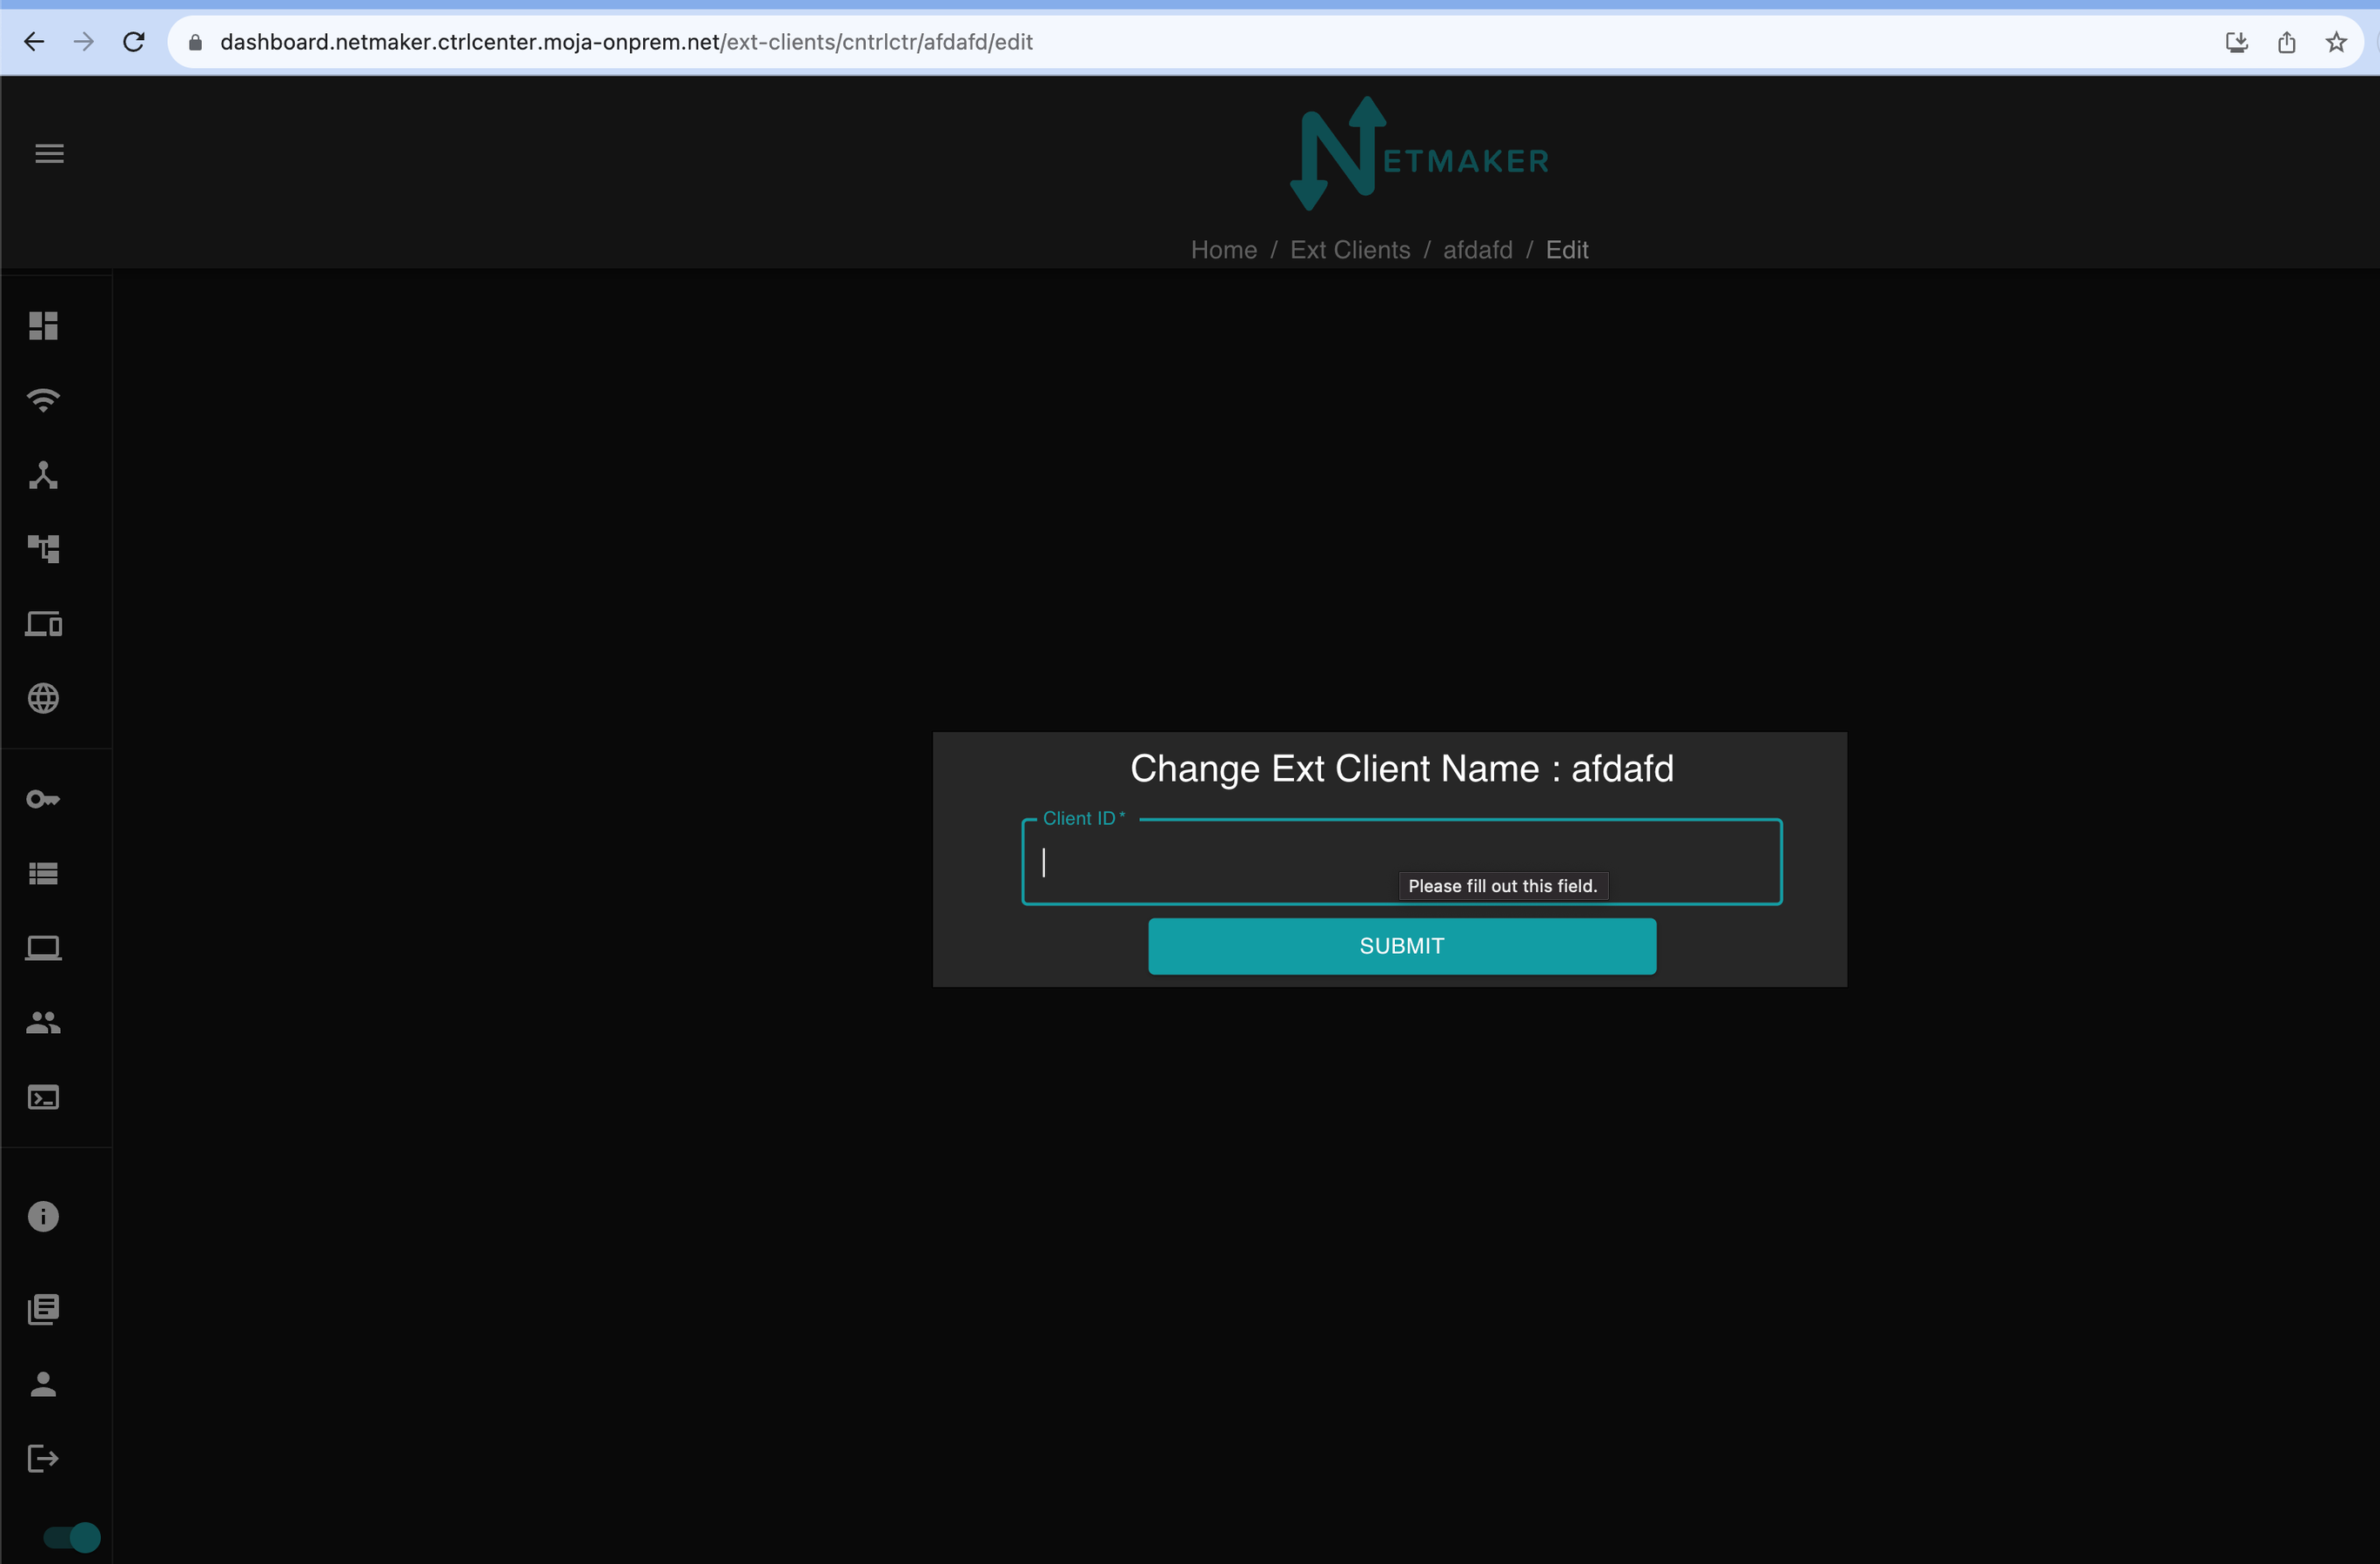 dashboard.netmaker.ctrlcenter.moja-onprem.net/ext-clients/cntrlctr/afdafd/edit
NETMAKER
Home / Ext Clients / afdafd / Edit
Change Ext Client Name : afdafd
Client ID *
Please fill out this field.
SUBMIT